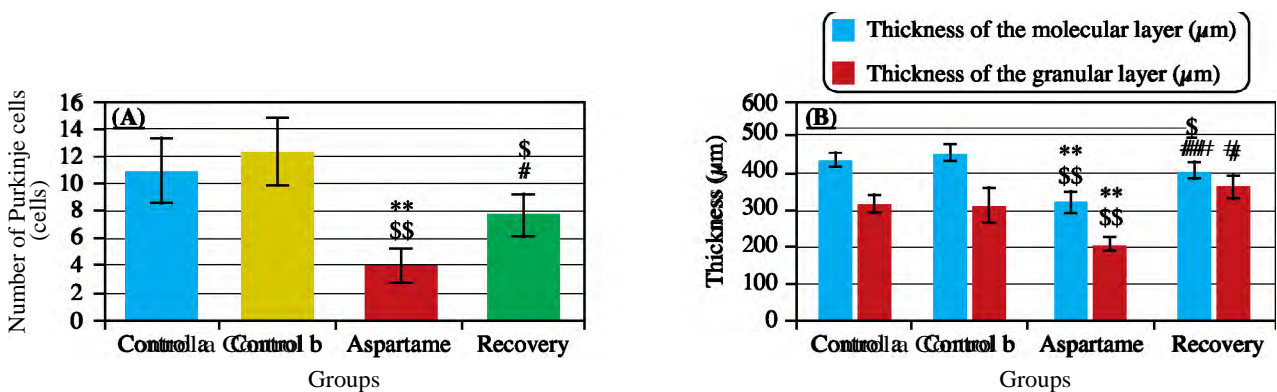 Thickness of the molecular layer (µm)
Thickness of the granular layer (µm)
Number of Purkinje cells
(cells)
16
14
12
10
8
6
4
2
0
(A)
**
$$
$
#
Control a Control b Aspartame Recovery
Groups
Thickness (µm)
600
500
400
300
200
100
0
(B)
**
$$
**
$$
$
##
#
Control a Control b Aspartame Recovery
Groups